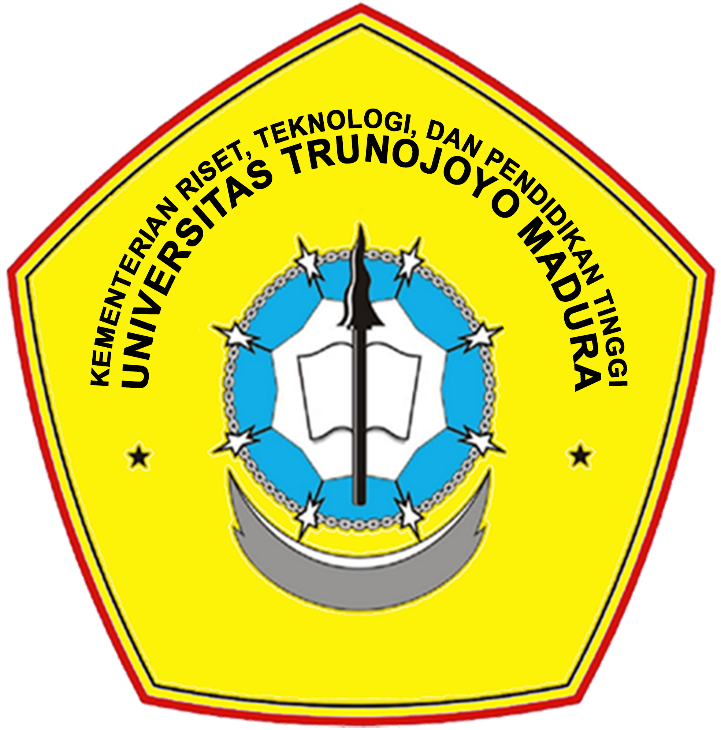 KEMENTERIAN RISET, TEKNOLOGI, DAN PENDIDIKAN TINGGI
UNIVERSITAS TRUNOJOYO MADURA